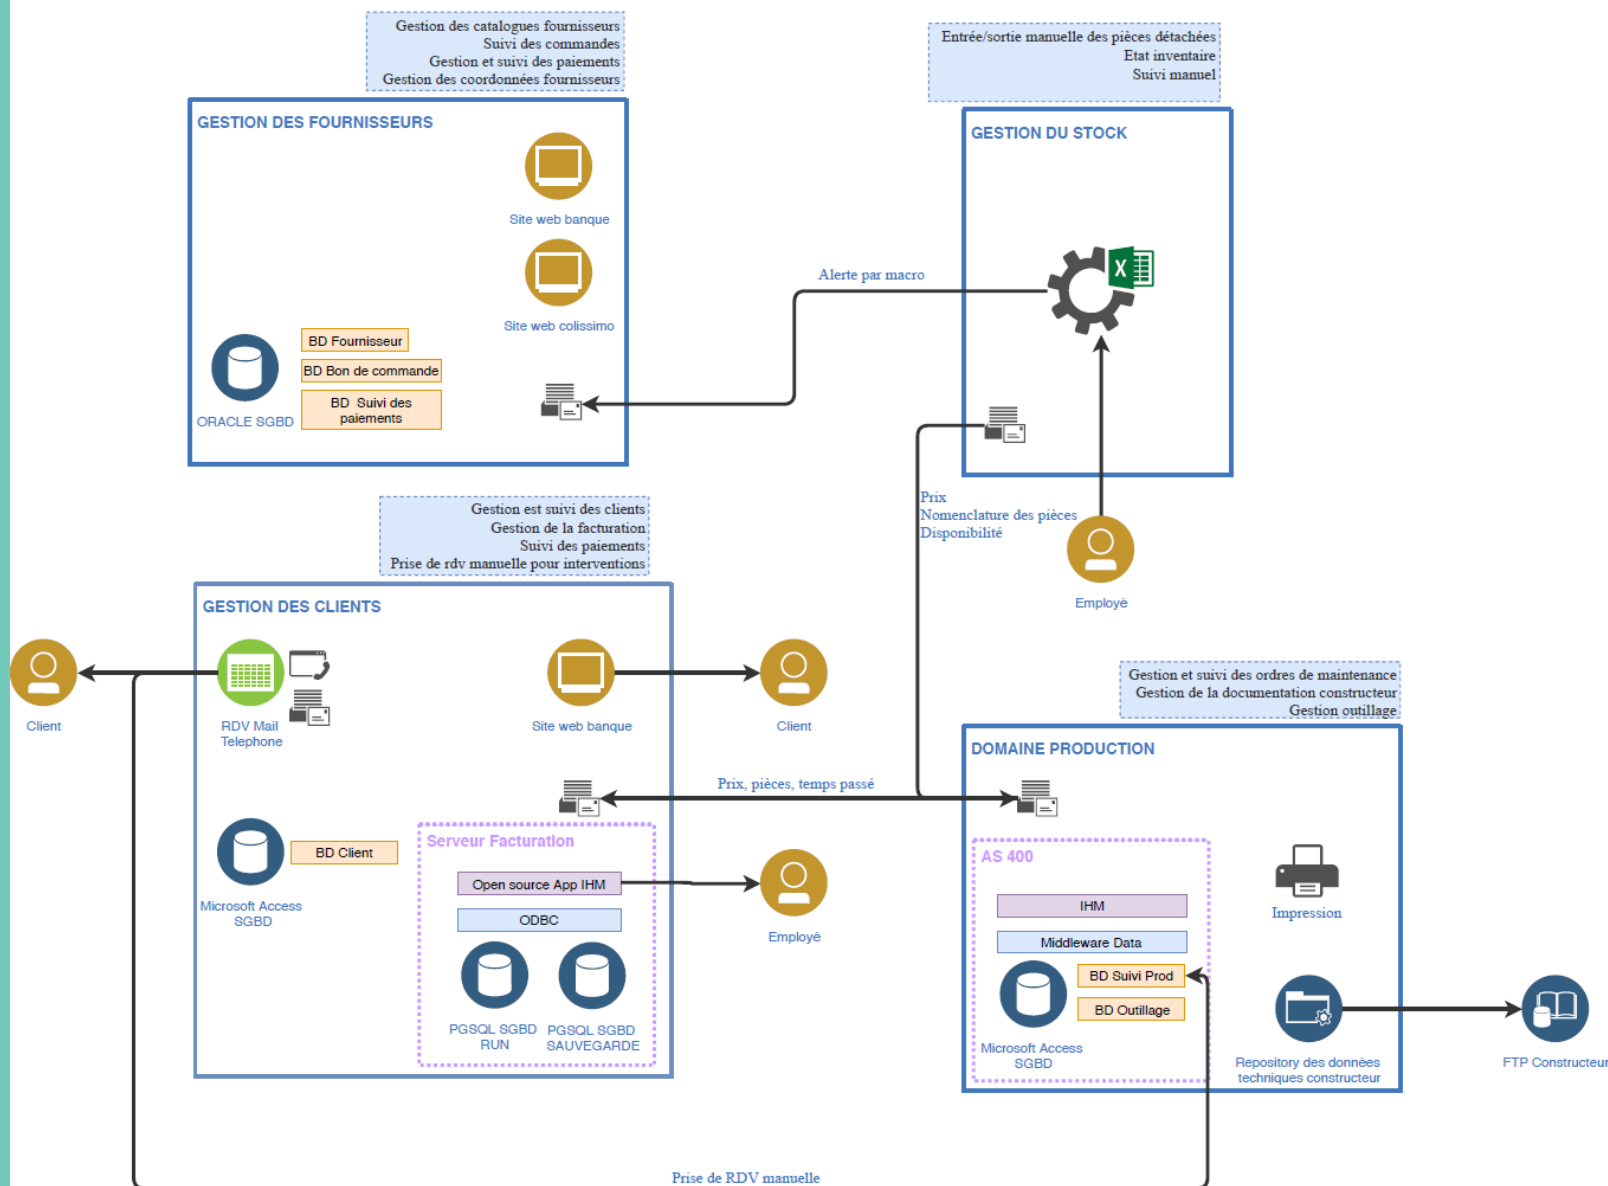 Gestion des catalogues fournisseurs
Suivi des commandes
Gestion et suivi des paiements
Gestion des coordonnées fournisseurs
Entrée/sortie manuelle des pièces détachées
Etat inventaire
Suivi manuel
GESTION DES FOURNISSEURS
Site web banque
Site web colissimo
BD Fournisseur
BD Bon de commande
BD Suivi des
paiements
ORACLE SGBD
GESTION DU STOCK
X
Alerte par macro
Prix
Nomenclature des pièces
Disponibilité
Employé
Gestion est suivi des clients
Gestion de la facturation
Suivi des paiements
Prise de rdv manuelle pour interventions
GESTION DES CLIENTS
Client
RDV Mail
Telephone
Site web banque
Client
Prix, pièces, temps passé
BD Client
Microsoft Access
SGBD
Serveur Facturation
Open source App IHM
ODBC
PGSQL SGBD
RUN
PGSQL SGBD
SAUVEGARDE
Employé
Gestion et suivi des ordres de maintenance
Gestion de la documentation constructeur
Gestion outillage
DOMAINE PRODUCTION
AS 400
IHM
Middleware Data
BD Suivi Prod
BD Outillage
Microsoft Access
SGBD
Impression
Repository des données
techniques constructeur
FTP Constructeur
Prise de RDV manuelle